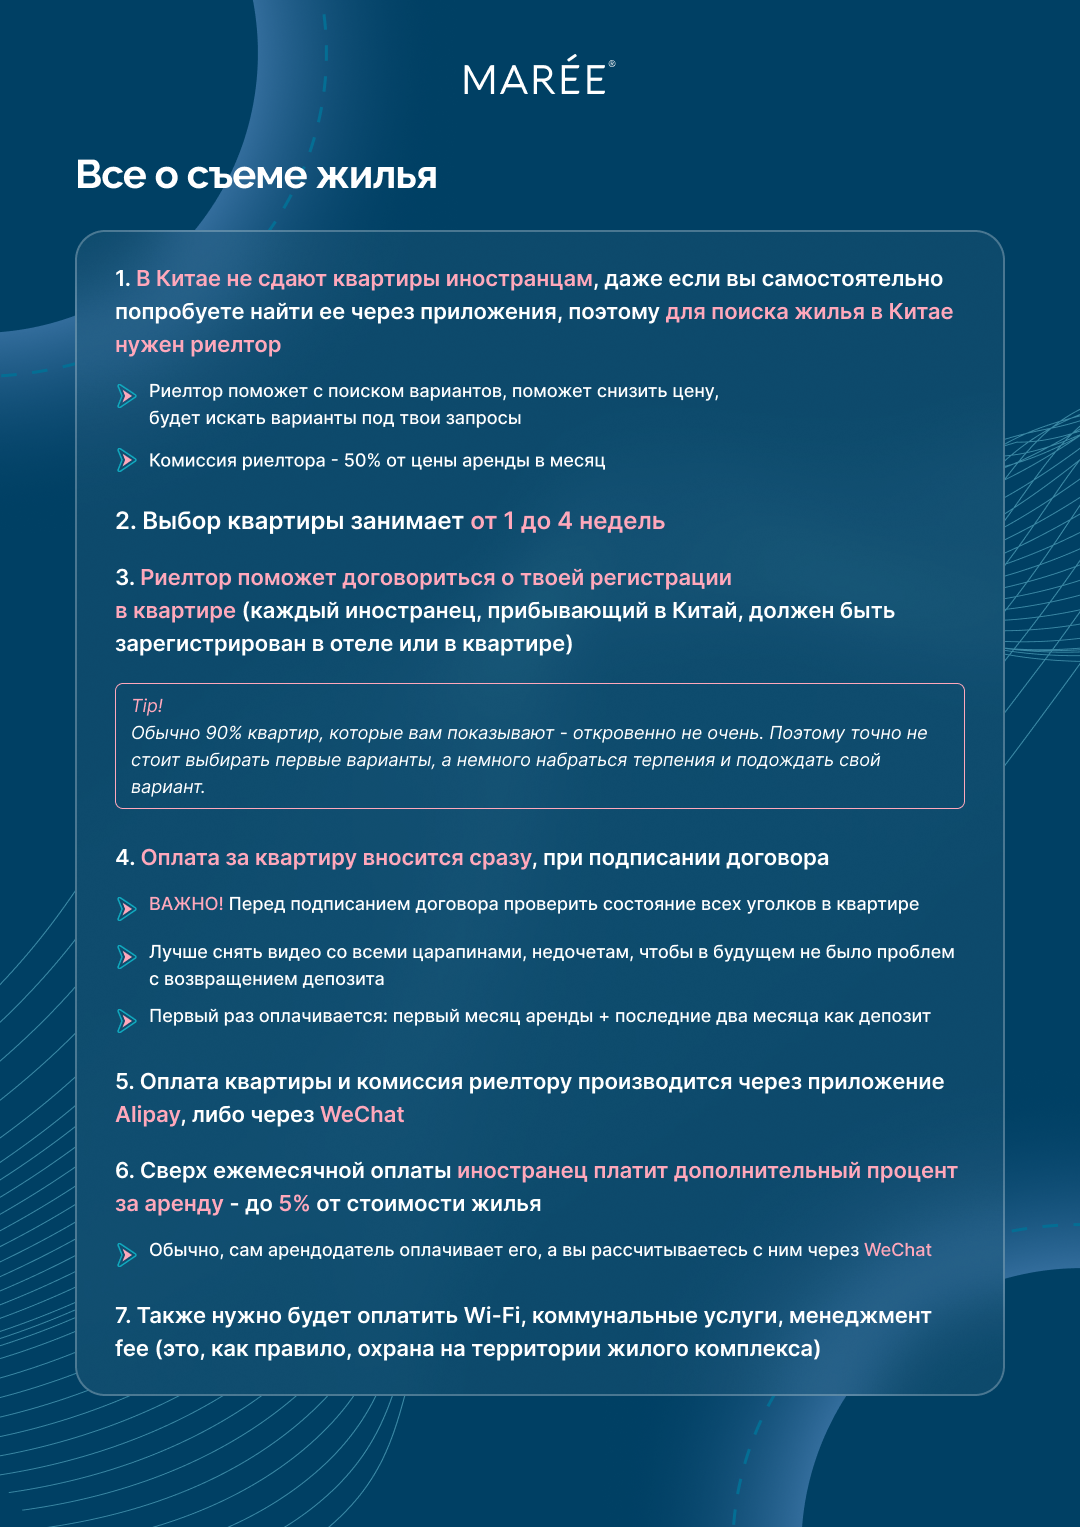 MARÉE®
Все о съеме жилья
1. В Китае не сдают квартиры иностранцам, даже если вы самостоятельно
попробуете найти ее через приложения, поэтому для поиска жилья в Китае
нужен риелтор
Риелтор поможет с поиском вариантов, поможет снизить цену,
будет искать варианты под твои запросы
Комиссия риелтора - 50% от цены аренды в месяц
2. Выбор квартиры занимает от 1 до 4 недель
3. Риелтор поможет договориться о твоей регистрации
в квартире (каждый иностранец, прибывающий в Китай, должен быть
зарегистрирован в отеле или в квартире)
Tip!
Обычно 90% квартир, которые вам показывают - откровенно не очень. Поэтому точно не
стоит выбирать первые варианты, а немного набраться терпения и подождать свой
вариант.
4. Оплата за квартиру вносится сразу, при подписании договора
ВАЖНО! Перед подписанием договора проверить состояние всех уголков в квартире
Лучше снять видео со всеми царапинами, недочетам, чтобы в будущем не было проблем
с возвращением депозита
Первый раз оплачивается: первый месяц аренды + последние два месяца как депозит
5. Оплата квартиры и комиссия риелтору производится через приложение
Alipay, либо через WeChat
6. Сверх ежемесячной оплаты иностранец платит дополнительный процент
за аренду - до 5% от стоимости жилья
Обычно, сам арендодатель оплачивает его, а вы рассчитываетесь с ним через WeChat
7. Также нужно будет оплатить Wi-Fi, коммунальные услуги, менеджмент
fee (это, как правило, охрана на территории жилого комплекса)